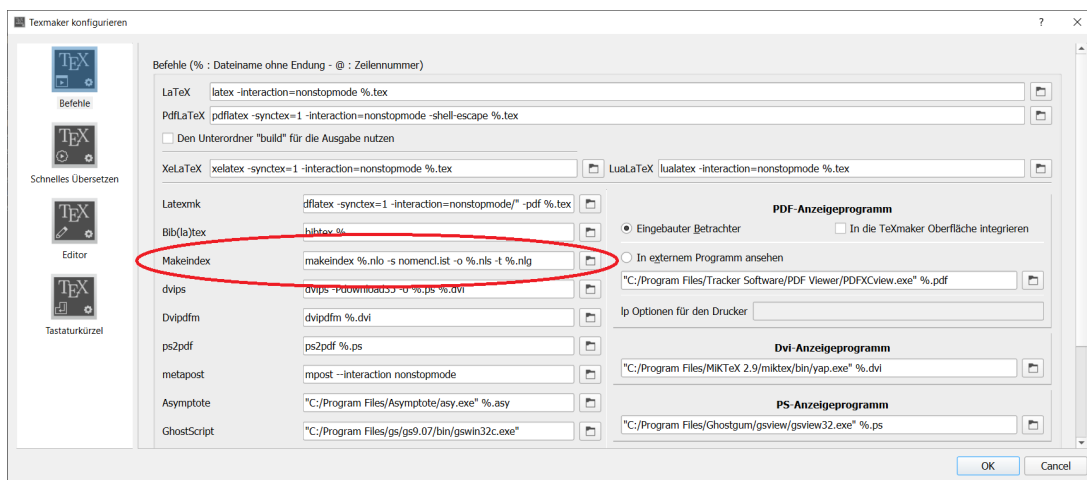 Texmaker konfigurieren
Befehle
Schnelles Übersetzen
Editor
Tastaturkürzel
Befehle (% : Dateiname ohne Endung - @ : Zeilennummer)
LaTeX latex -interaction=nonstopmode %.tex
PdfLaTeX pdflatex -synctex=1 -interaction=nonstopmode -shell-escape %.tex
Den Unterordner "build" für die Ausgabe nutzen
XeLaTeX xelatex -synctex=1 -interaction=nonstopmode %.tex LuaLaTeX lualatex -interaction=nonstopmode %.tex
Latexmk dflatex -synctex=1 -interaction=nonstopmode/" -pdf %.tex
Bib(la)tex bibtex %
Makeindex makeindex %.nlo -s nomencl.ist -o %.nls -t %.nlg
dvips dvips -Pdownload35 -o %.ps %.dvi
Dvipdfm dvipdfm %.dvi
ps2pdf ps2pdf %.ps
metapost mpost --interaction nonstopmode
Asymptote "C:/Program Files/Asymptote/asy.exe" %.asy
GhostScript "C:/Program Files/gs/gs9.07/bin/gswin32c.exe"
PDF-Anzeigeprogramm
Eingebauter Betrachter In die TeXmaker Oberfläche integrieren
In externem Programm ansehen
"C:/Program Files/Tracker Software/PDF Viewer/PDFXCview.exe" %.pdf
lp Optionen für den Drucker
Dvi-Anzeigeprogramm
"C:/Program Files/MiKTeX 2.9/miktex/bin/yap.exe" %.dvi
PS-Anzeigeprogramm
"C:/Program Files/Ghostgum/gsview/gsview32.exe" %.ps
OK Cancel